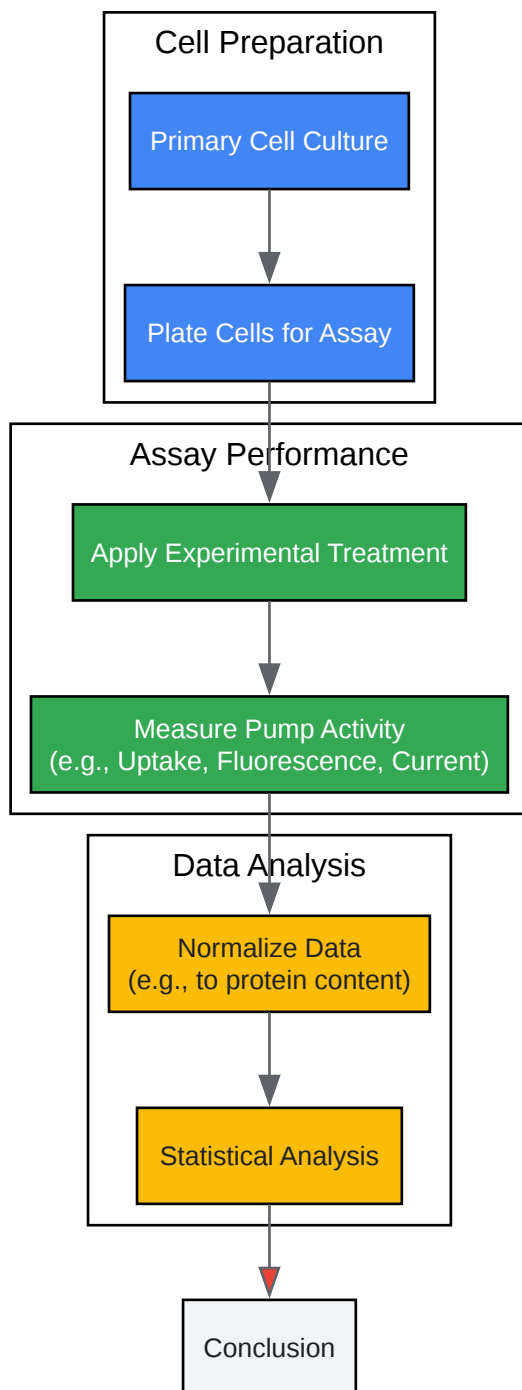 Cell Preparation
Primary Cell Culture
Plate Cells for Assay
Assay Performance
Apply Experimental Treatment
Measure Pump Activity
(e.g., Uptake, Fluorescence, Current)
Data Analysis
Normalize Data
(e.g., to protein content)
Statistical Analysis
Conclusion